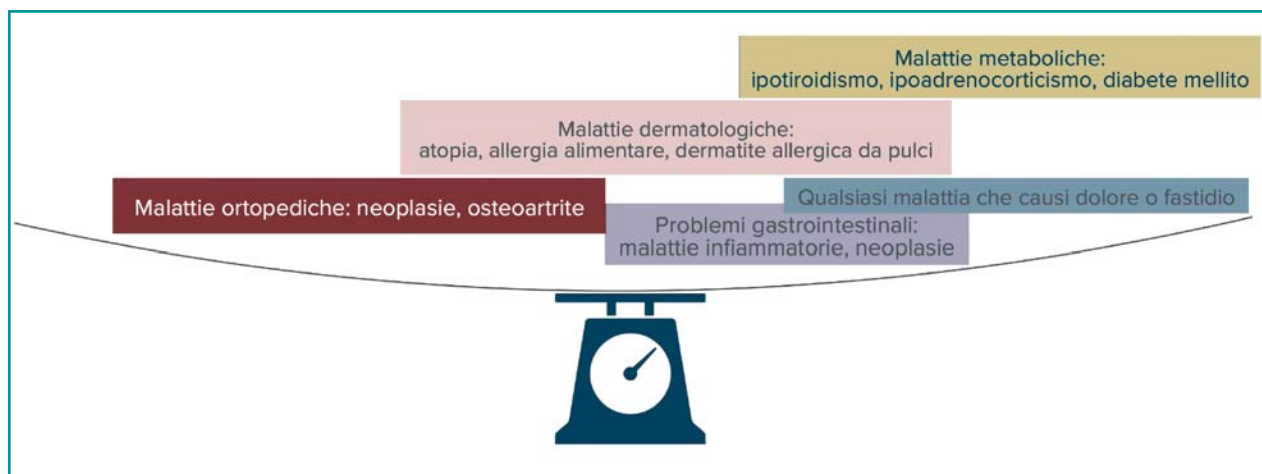 Malattie metaboliche:
ipotiroidismo, ipoadrenocorticismo, diabete mellito
Malattie dermatologiche:
atopia, allergia alimentare, dermatite allergica da pulci
Malattie ortopediche: neoplasie, osteoartrite
Qualsiasi malattia che causi dolore o fastidio
Problemi gastrointestinali:
malattie infiammatorie, neoplasie